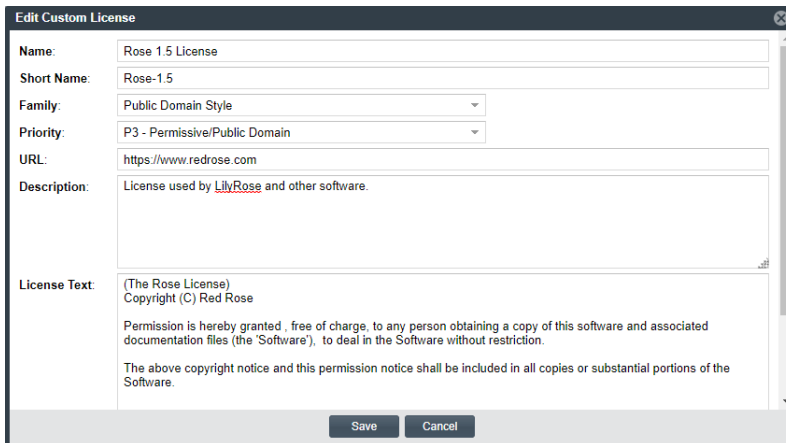 Edit Custom License
Name: Rose 1.5 License
Short Name: Rose-1.5
Family: Public Domain Style
Priority: P3 - Permissive/Public Domain
URL: https://www.redrose.com
Description: License used by LilyRose and other software.
License Text: (The Rose License)
Copyright (C) Red Rose
Permission is hereby granted , free of charge, to any person obtaining a copy of this software and associated
documentation files (the 'Software'), to deal in the Software without restriction.
The above copyright notice and this permission notice shall be included in all copies or substantial portions of the
Software.
Save Cancel